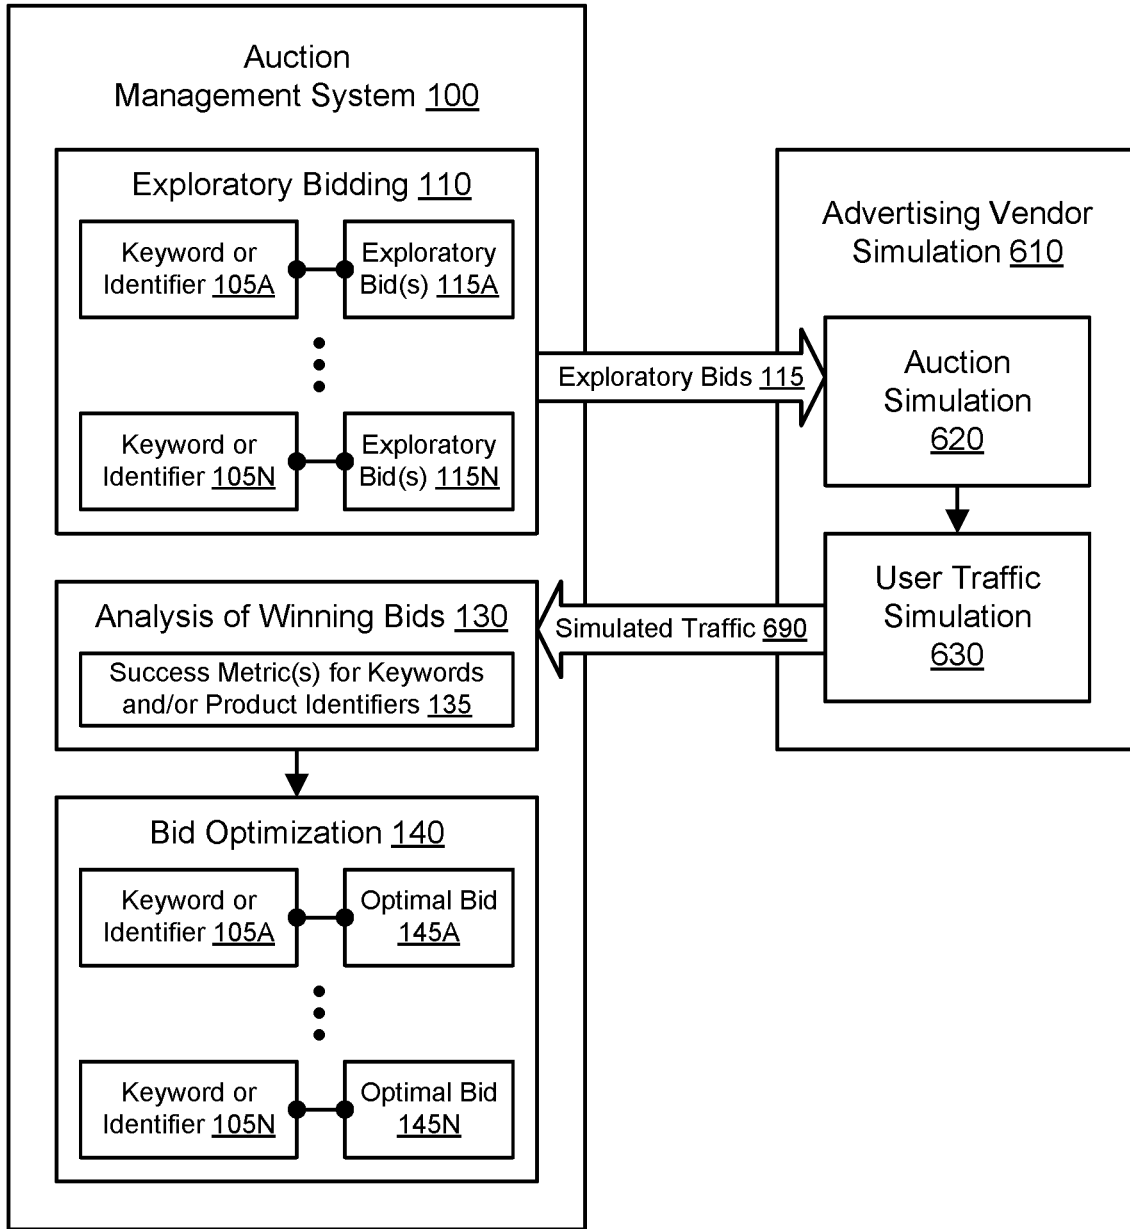 Auction
Management System 100
Exploratory Bidding 110
Keyword or
Identifier 105A
Exploratory
Bid(s) 115A
Keyword or
Identifier 105N
Exploratory
Bid(s) 115N
Exploratory Bids 115
Advertising Vendor
Simulation 610
Auction
Simulation
620
User Traffic
Simulation
630
Simulated Traffic 690
Analysis of Winning Bids 130
Success Metric(s) for Keywords
and/or Product Identifiers 135
Bid Optimization 140
Keyword or
Identifier 105A
Optimal Bid
145A
Keyword or
Identifier 105N
Optimal Bid
145N